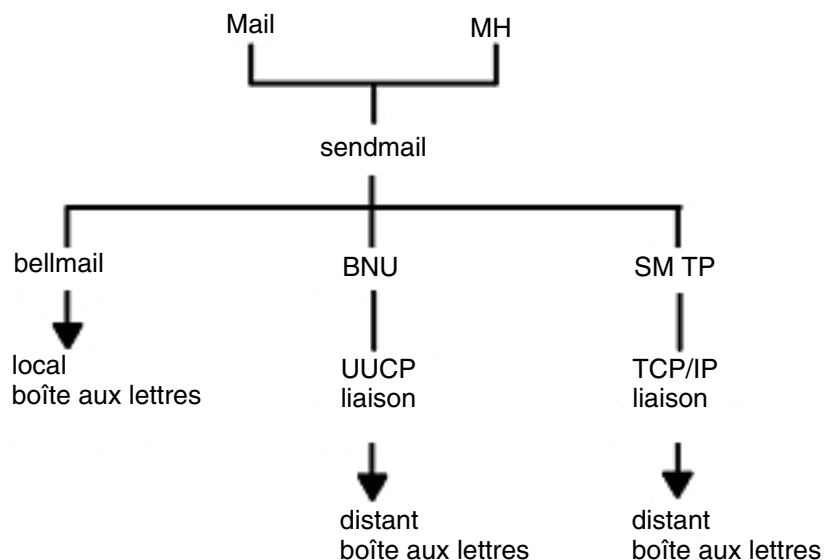 Mail
MH
sendmail
bellmail
BNU
SM TP
local
boîte aux lettres
UUCP
liaison
TCP/IP
liaison
distant
boîte aux lettres
distant
boîte aux lettres